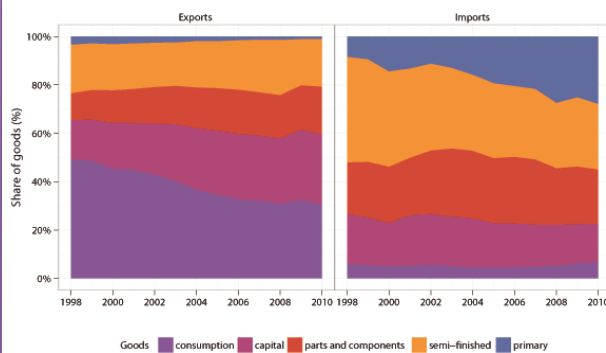 Exports
Imports
100%
80%
60%
40%
20%
0%
Share of goods (%)
1998 2000 2002 2004 2006 2008 2010
1998 2000 2002 2004 2006 2008 2010
Goods consumption capital parts and components semi−finished primary